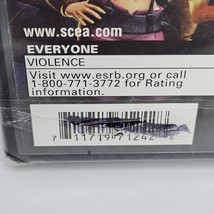 www.scea.com
EVERYONE
VIOLENCE
Visit www.esrb.org or call
1-800-771-3772 for Rating
information.
7 11719 71242